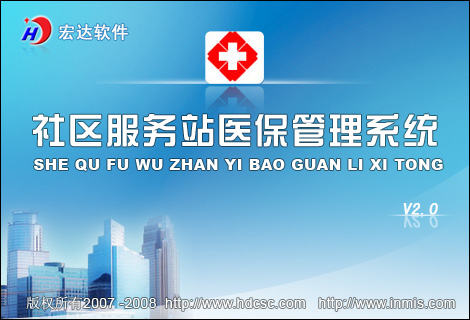 宏达软件
社区服务站医保管理系统
SHE QU FU WU ZHAN YI BAO GUAN LI XI TONG
V2.0
版权所有2007 -2008 http://www.hdcsc.com http://www.inmis.com